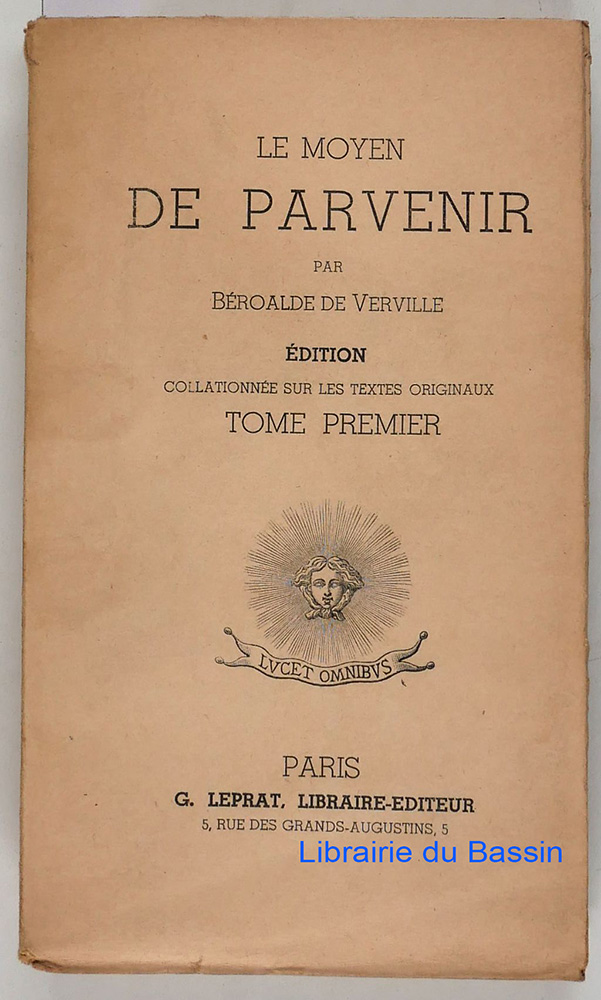 LE MOYEN
DE PARVENIR
PAR
BÉROALDE DE VERVILLE
ÉDITION
COLLATIONNÉE SUR LES TEXTES ORIGINAUX
TOME PREMIER
LVCET OMNIBVS
PARIS
G. LEPRAT, LIBRAIRE-EDITEUR
5, RUE DES GRANDS-AUGUSTINS, 5
Librairie du Bassin